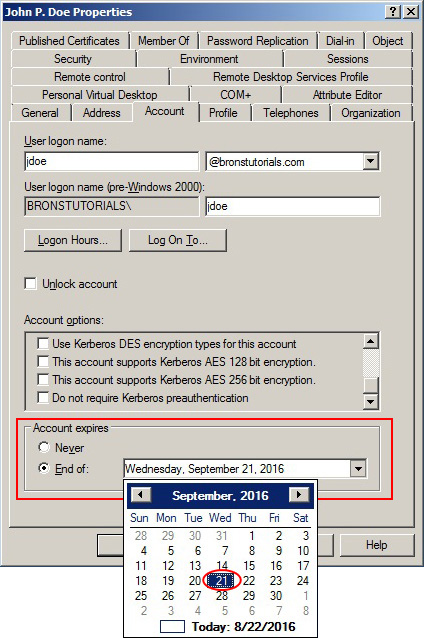 John P. Doe Properties
Published Certificates Member Of Password Replication Dial-in Object
Security Environment Sessions
Remote control Remote Desktop Services Profile
Personal Virtual Desktop COM+ Attribute Editor
General Address Account Profile Telephones Organization
User logon name:
jdoe @bronstutorials.com
User logon name (pre-Windows 2000):
BRONSTUTORIALS\ jdoe
Logon Hours... Log On To...
Unlock account
Account options:
Use Kerberos DES encryption types for this account
This account supports Kerberos AES 128 bit encryption.
This account supports Kerberos AES 256 bit encryption.
Do not require Kerberos preauthentication
Account expires
Never
End of: Wednesday, September 21, 2016
September, 2016
Sun Mon Tue Wed Thu Fri Sat
28 29 30 31 1 2 3
4 5 6 7 8 9 10
11 12 13 14 15 16 17
18 19 20 21 22 23 24
25 26 27 28 29 30 1
2 3 4 5 6 7 8
Today: 8/22/2016
Help